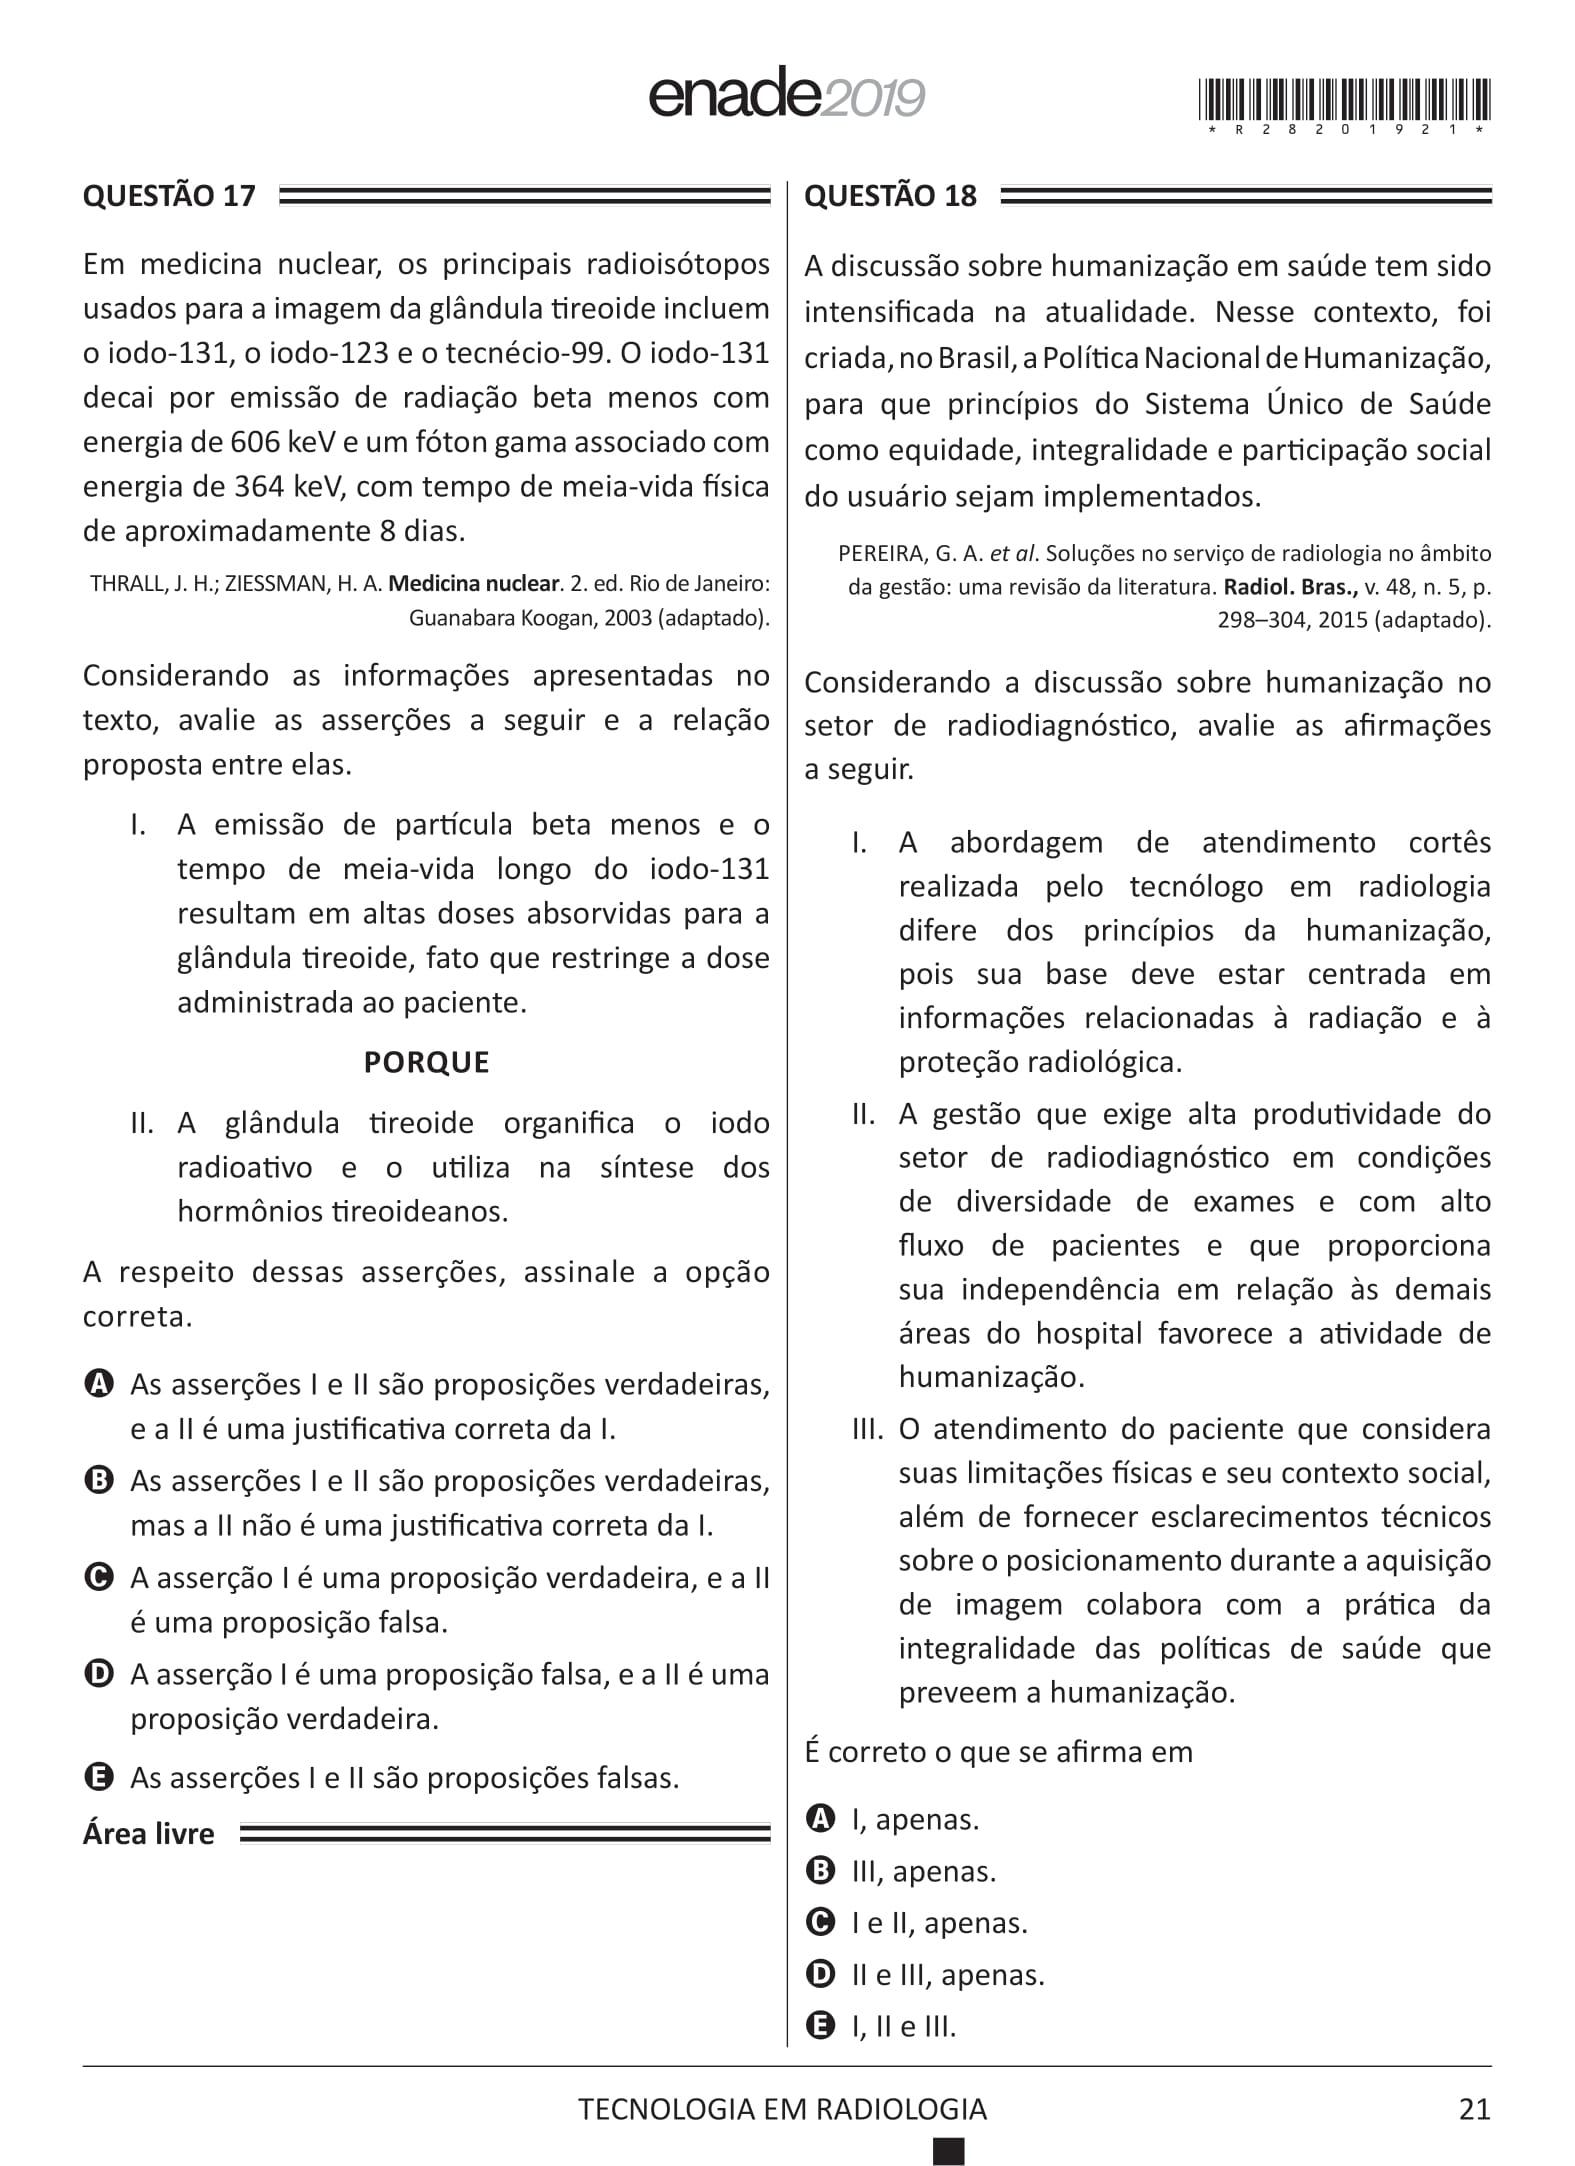 enade2019
*R28201921*
QUESTÃO 17
Em medicina nuclear, os principais radioisótopos
usados para a imagem da glândula tireoide incluem
o iodo-131, o iodo-123 e o tecnécio-99. O iodo-131
decai por emissão de radiação beta menos com
energia de 606 keV e um fóton gama associado com
energia de 364 keV, com tempo de meia-vida física
de aproximadamente 8 dias.
THRALL, J. H.; ZIESSMAN, H. A. Medicina nuclear. 2. ed. Rio de Janeiro:
Guanabara Koogan, 2003 (adaptado).
Considerando as informações apresentadas no
texto, avalie as asserções a seguir e a relação
proposta entre elas.
I. A emissão de partícula beta menos e o
tempo de meia-vida longo do iodo-131
resultam em altas doses absorvidas para a
glândula tireoide, fato que restringe a dose
administrada ao paciente.
PORQUE
II. A glândula tireoide organifica o iodo
radioativo e o utiliza na síntese dos
hormônios tireoideanos.
A respeito dessas asserções, assinale a opção
correta.
A As asserções I e II são proposições verdadeiras,
e a II é uma justificativa correta da I.
B As asserções I e II são proposições verdadeiras,
mas a II não é uma justificativa correta da I.
C A asserção I é uma proposição verdadeira, e a II
é uma proposição falsa.
D A asserção I é uma proposição falsa, e a II é uma
proposição verdadeira.
E As asserções I e II são proposições falsas.
Área livre
QUESTÃO 18
A discussão sobre humanização em saúde tem sido
intensificada na atualidade. Nesse contexto, foi
criada, no Brasil, a Política Nacional de Humanização,
para que princípios do Sistema Único de Saúde
como equidade, integralidade e participação social
do usuário sejam implementados.
PEREIRA, G. A. et al. Soluções no serviço de radiologia no âmbito
da gestão: uma revisão da literatura. Radiol. Bras., v. 48, n. 5, p.
298–304, 2015 (adaptado).
Considerando a discussão sobre humanização no
setor de radiodiagnóstico, avalie as afirmações
a seguir.
I. A abordagem de atendimento cortês
realizada pelo tecnólogo em radiologia
difere dos princípios da humanização,
pois sua base deve estar centrada em
informações relacionadas à radiação e à
proteção radiológica.
II. A gestão que exige alta produtividade do
setor de radiodiagnóstico em condições
de diversidade de exames e com alto
fluxo de pacientes e que proporciona
sua independência em relação às demais
áreas do hospital favorece a atividade de
humanização.
III. O atendimento do paciente que considera
suas limitações físicas e seu contexto social,
além de fornecer esclarecimentos técnicos
sobre o posicionamento durante a aquisição
de imagem colabora com a prática da
integralidade das políticas de saúde que
preveem a humanização.
É correto o que se afirma em
A I, apenas.
B III, apenas.
C I e II, apenas.
D II e III, apenas.
E I, II e III.
TECNOLOGIA EM RADIOLOGIA
21